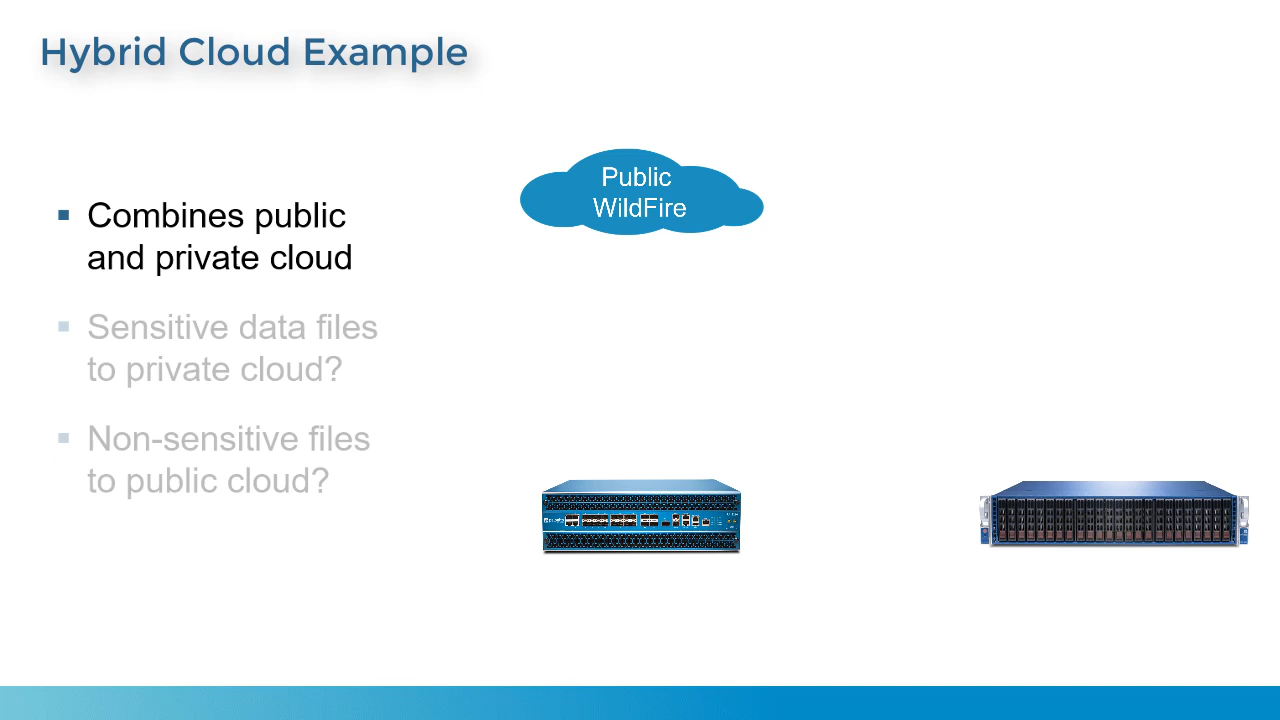 Hybrid Cloud Example
Combines public
and private cloud
Sensitive data files
to private cloud?
Non-sensitive files
to public cloud?
Public
WildFire